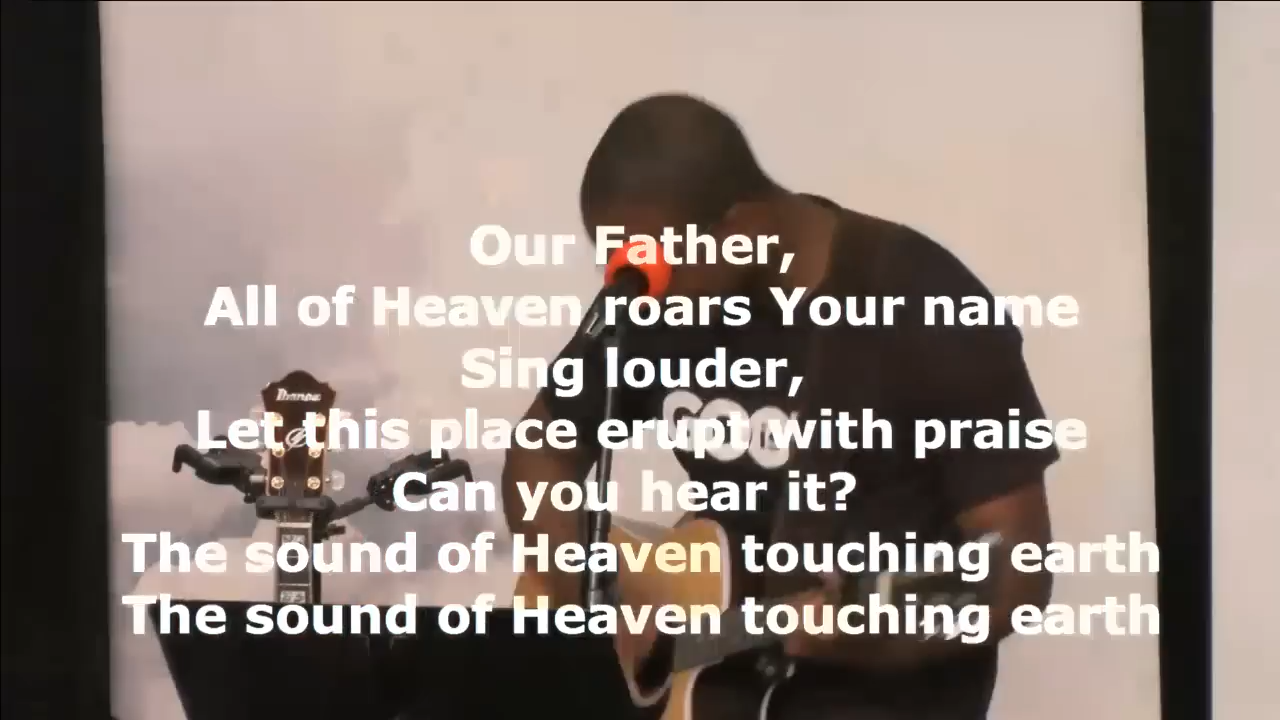 Our Father,
All of Heaven roars Your name
Sing louder,
Let this place erupt with praise
Can you hear it?
The sound of Heaven touching earth
The sound of Heaven touching earth
Ibanez